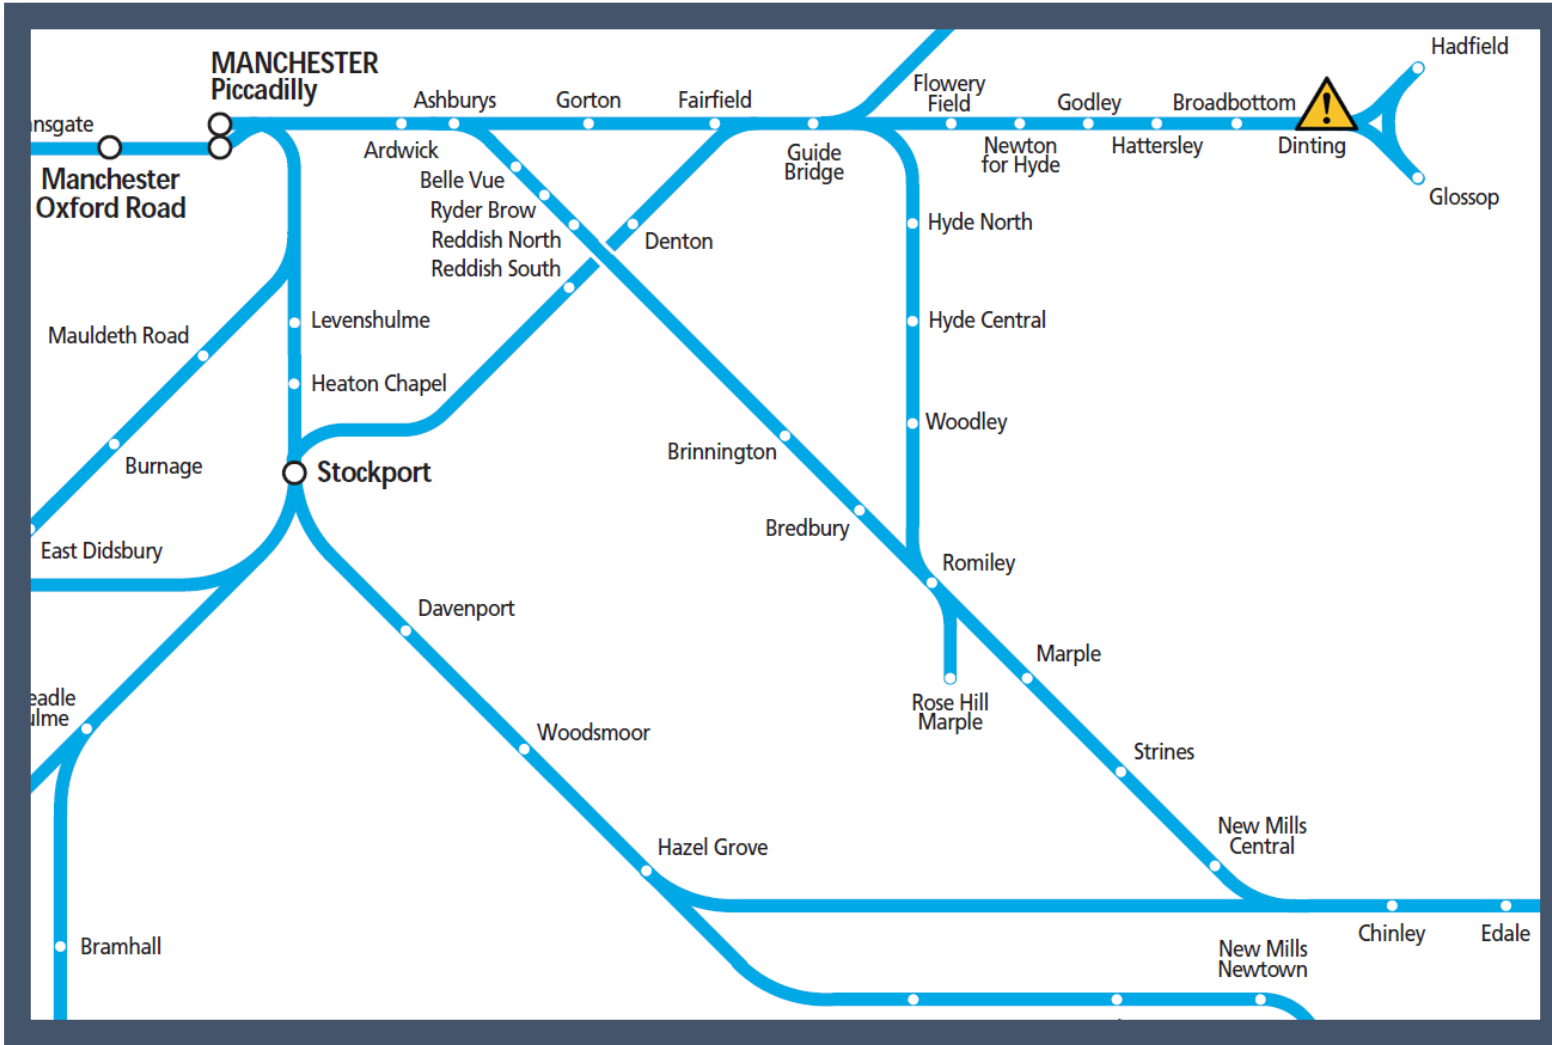 Hadfield
MANCHESTER
Piccadilly
Flowery
Field
Ashburys
Gorton
Fairfield
Godley
Broadbottom
!
Ardwick
Guide
Bridge
Newton
for Hyde
Hattersley
Dinting
Manchester
Oxford Road
Belle Vue
Glossop
Ryder Brow
Hyde North
Reddish North
Denton
Reddish South
Levenshulme
Hyde Central
Mauldeth Road
Heaton Chapel
Woodley
Brinnington
Burnage
Stockport
Bredbury
East Didsbury
Romiley
Davenport
Marple
eadle
ulme
Rose Hill
Marple
Woodsmoor
Strines
New Mills
Central
Hazel Grove
Chinley
Edale
Bramhall
New Mills
Newtown